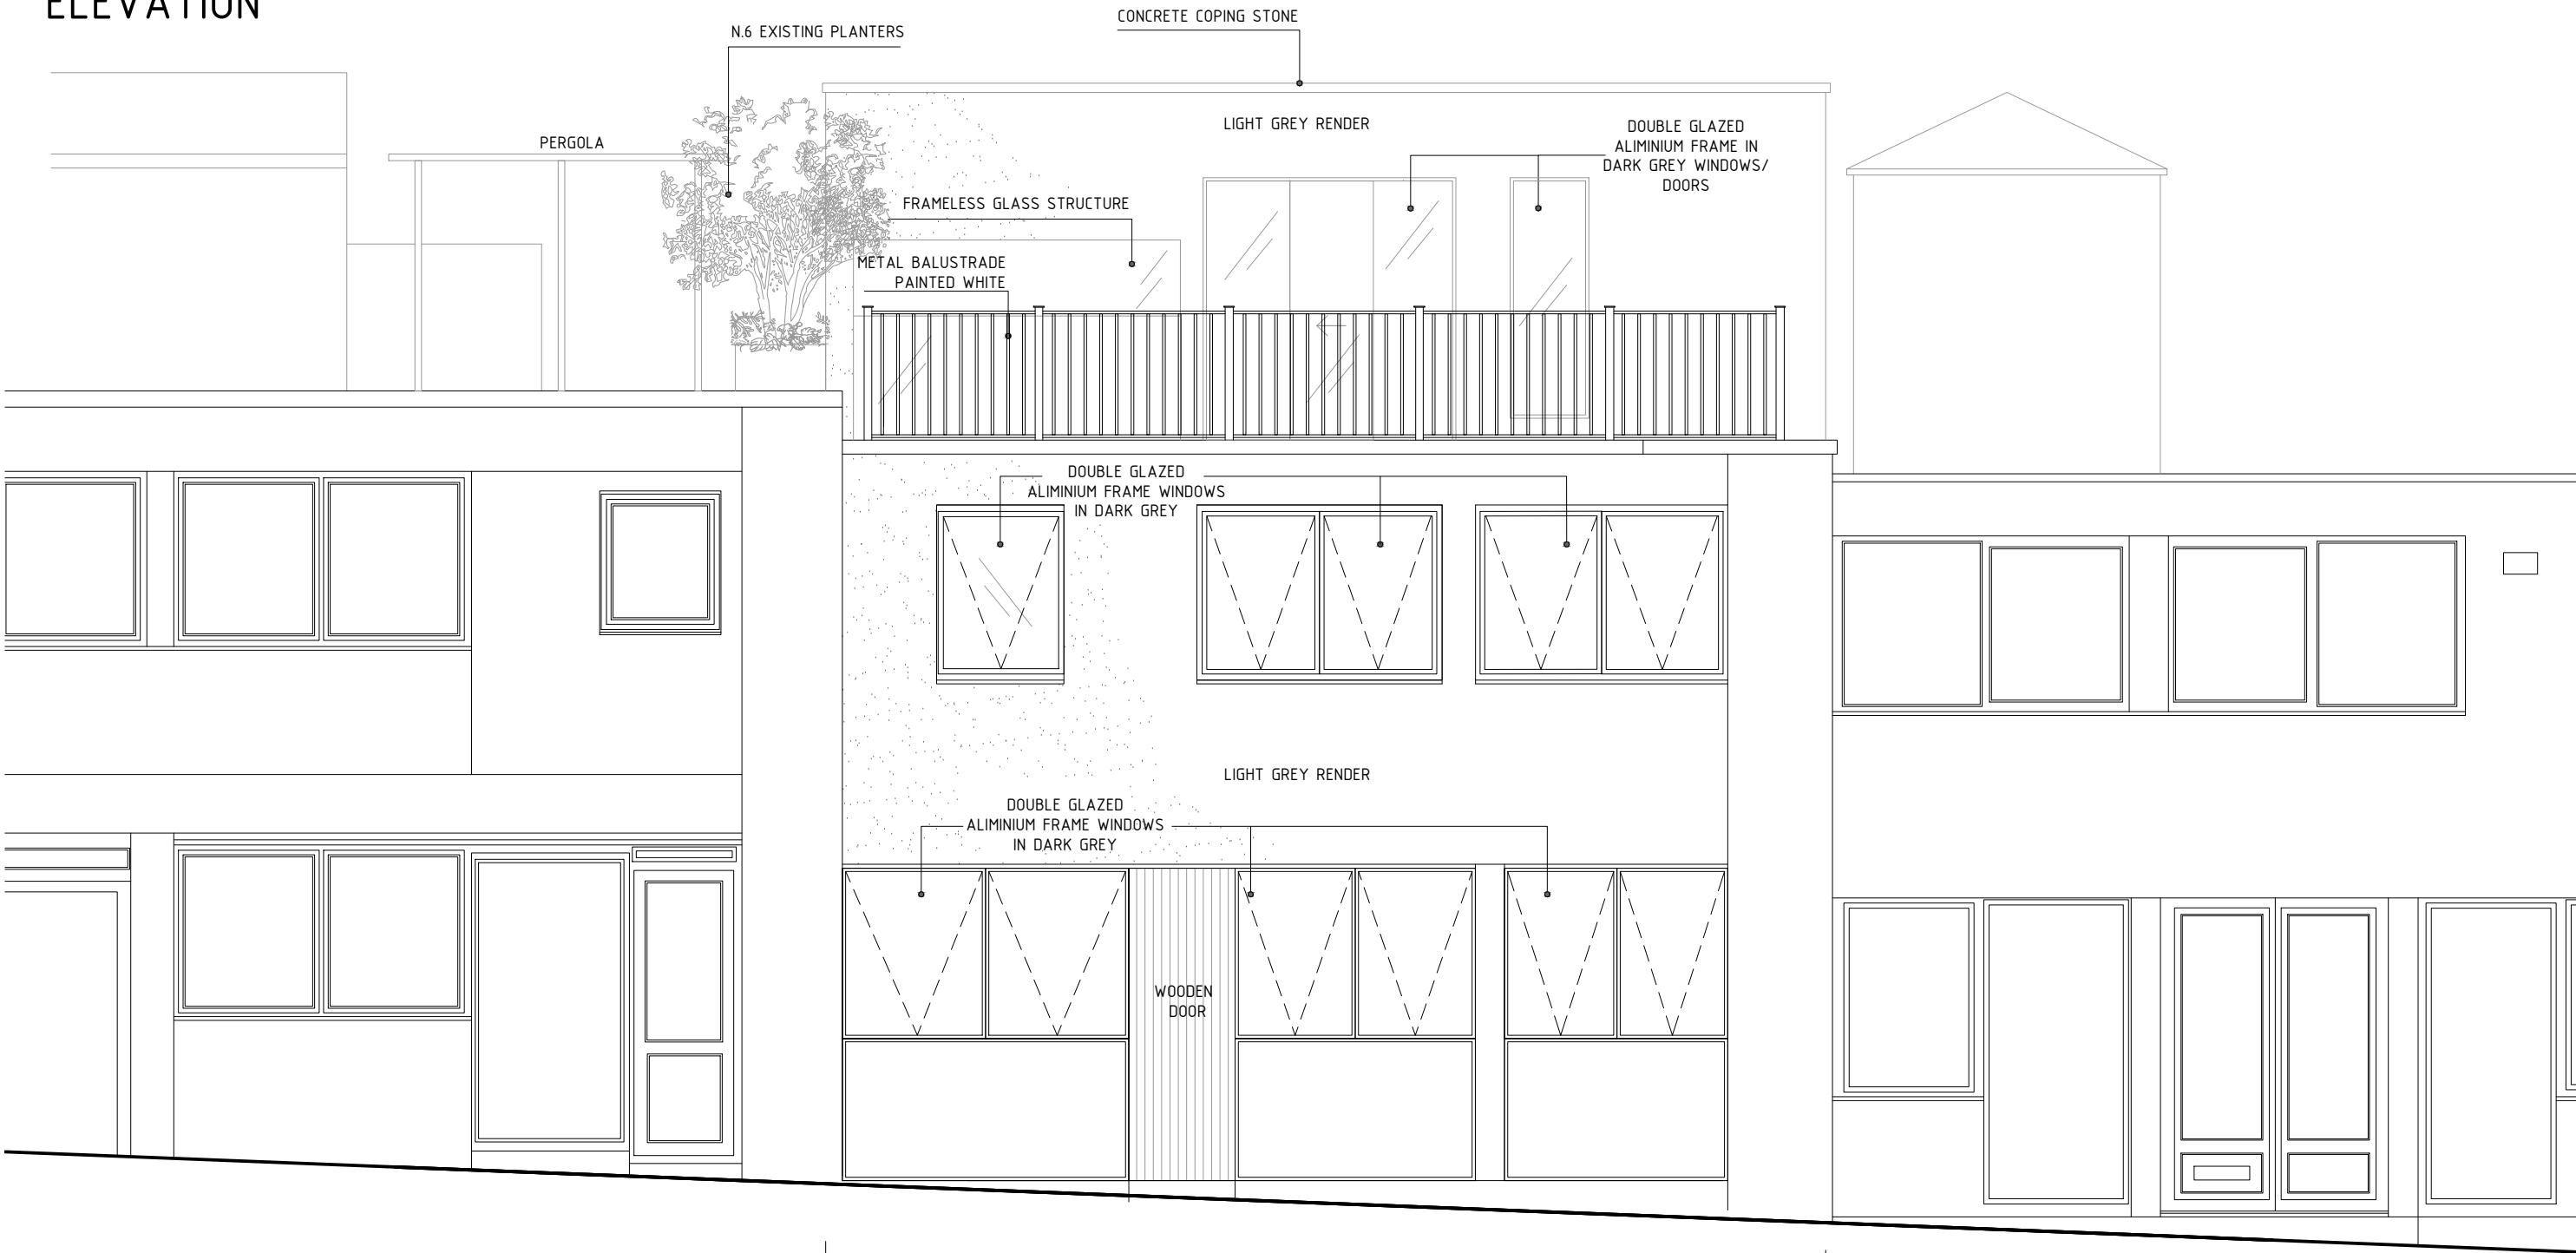 ELEVATION
CONCRETE COPING STONE
N.6 EXISTING PLANTERS
LIGHT GREY RENDER
DOUBLE GLAZED
ALIMINIUM FRAME IN
DARK GREY WINDOWS/
DOORS
PERGOLA
FRAMELESS GLASS STRUCTURE
METAL BALUSTRADE
PAINTED WHITE
DOUBLE GLAZED
ALIMINIUM FRAME WINDOWS
IN DARK GREY
LIGHT GREY RENDER
DOUBLE GLAZED
ALIMINIUM FRAME WINDOWS
IN DARK GREY
WOODEN
DOOR